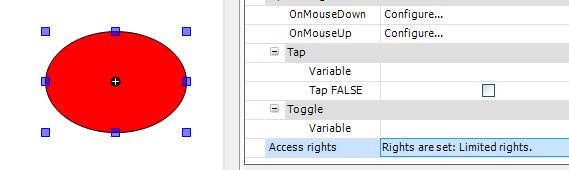 OnMouseDown Configure...
OnMouseUp Configure...
Tap
Variable
Tap FALSE
Toggle
Variable
Access rights Rights are set: Limited rights.